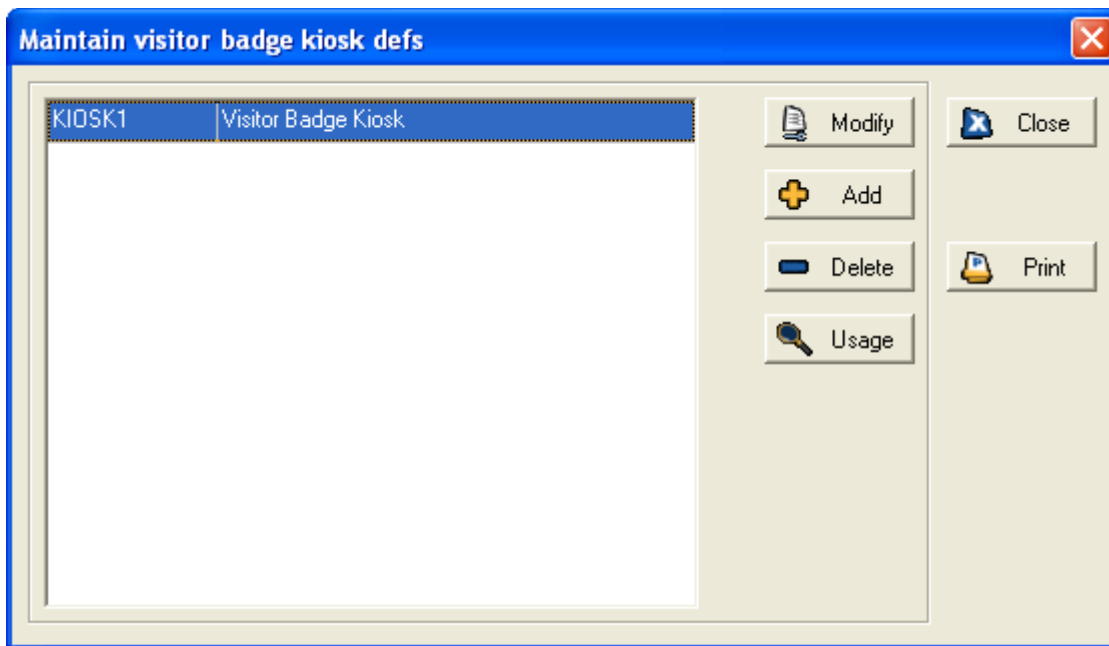 Maintain visitor badge kiosk defs
KIOSK1 Visitor Badge Kiosk
Modify
Close
Add
Delete
Print
Usage